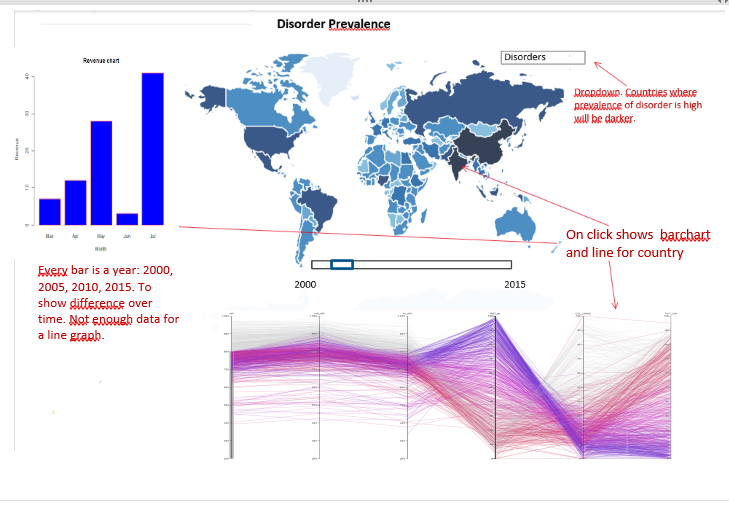 Disorder Prevalence
Revenue chart
Disorders
Dropdown. Countries where
prevalence of disorder is high
will be darker.
40
30
20
10
0
Revenue
Mar Apr May Jun Jul
Month
On click shows barchart
and line for country
Every bar is a year: 2000,
2005, 2010, 2015. To
show difference over
time. Not enough data for
a line graph.
2000 2015